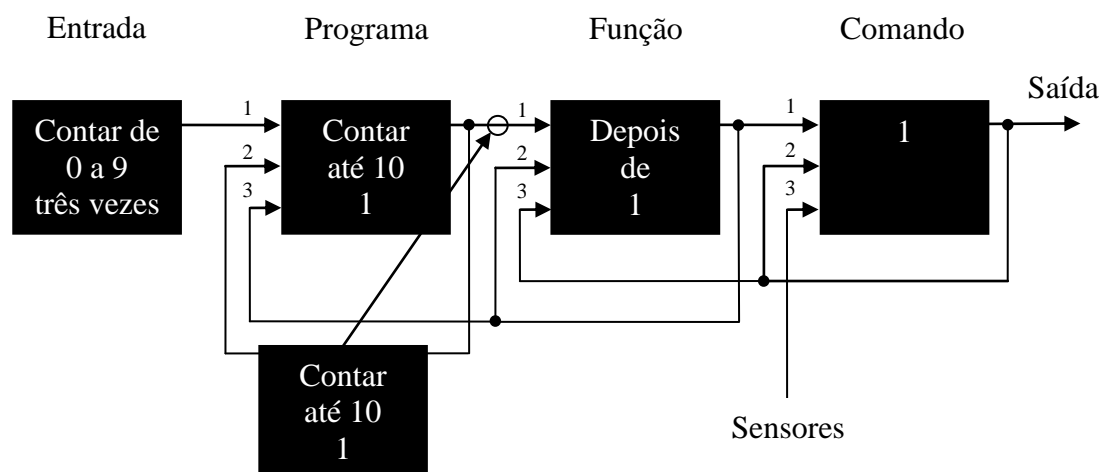 Entrada
Programa
Função
Comando
Saída
Contar de
0 a 9
três vezes
1
2
3
Contar
até 10
1
1
2
3
Depois
de
1
1
2
3
1
Contar
até 10
1
Sensores